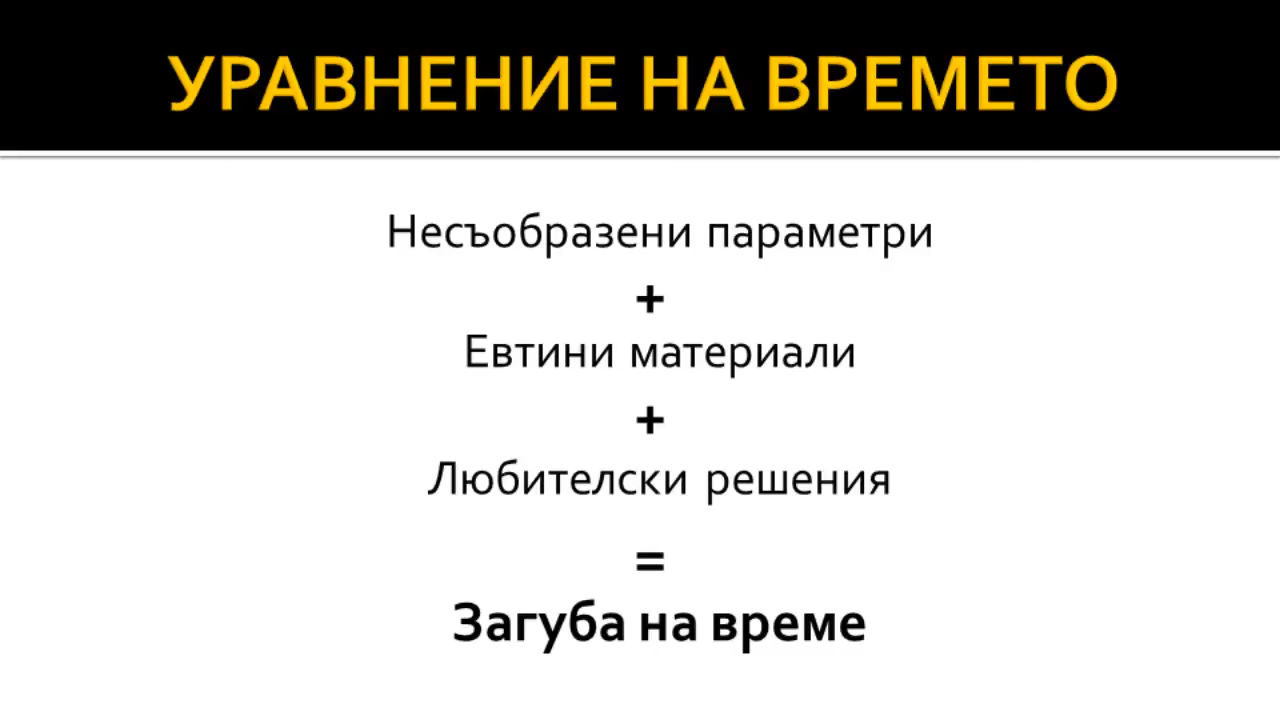 УРАВНЕНИЕ НА ВРЕМЕТО
Несъобразени параметри
+
Евтини материали
+
Любителски решения
=
Загуба на време